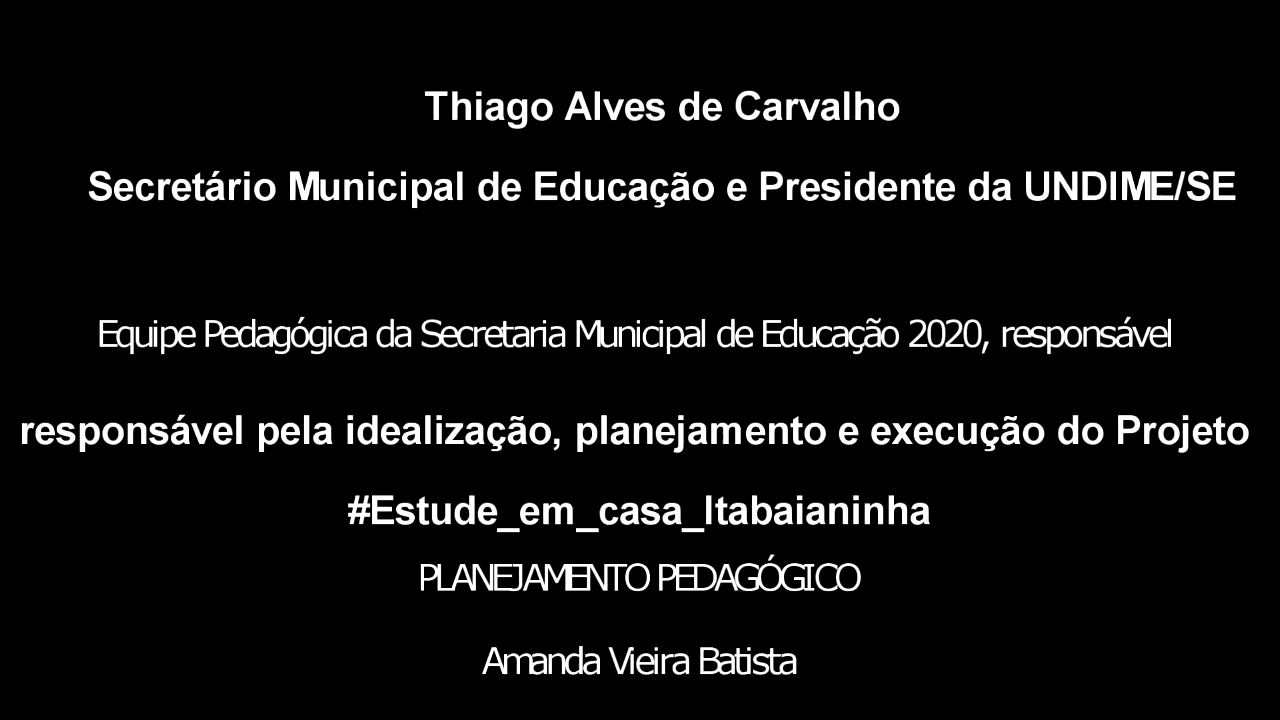 Thiago Alves de Carvalho
Secretário Municipal de Educação e Presidente da UNDIME/SE
Equipe Pedagógica da Secretaria Municipal de Educação 2020, responsável
responsável pela idealização, planejamento e execução do Projeto
#Estude_em_casa_Itabaianinha
PLANEJAMENTO PEDAGÓGICO
Amanda Vieira Batista